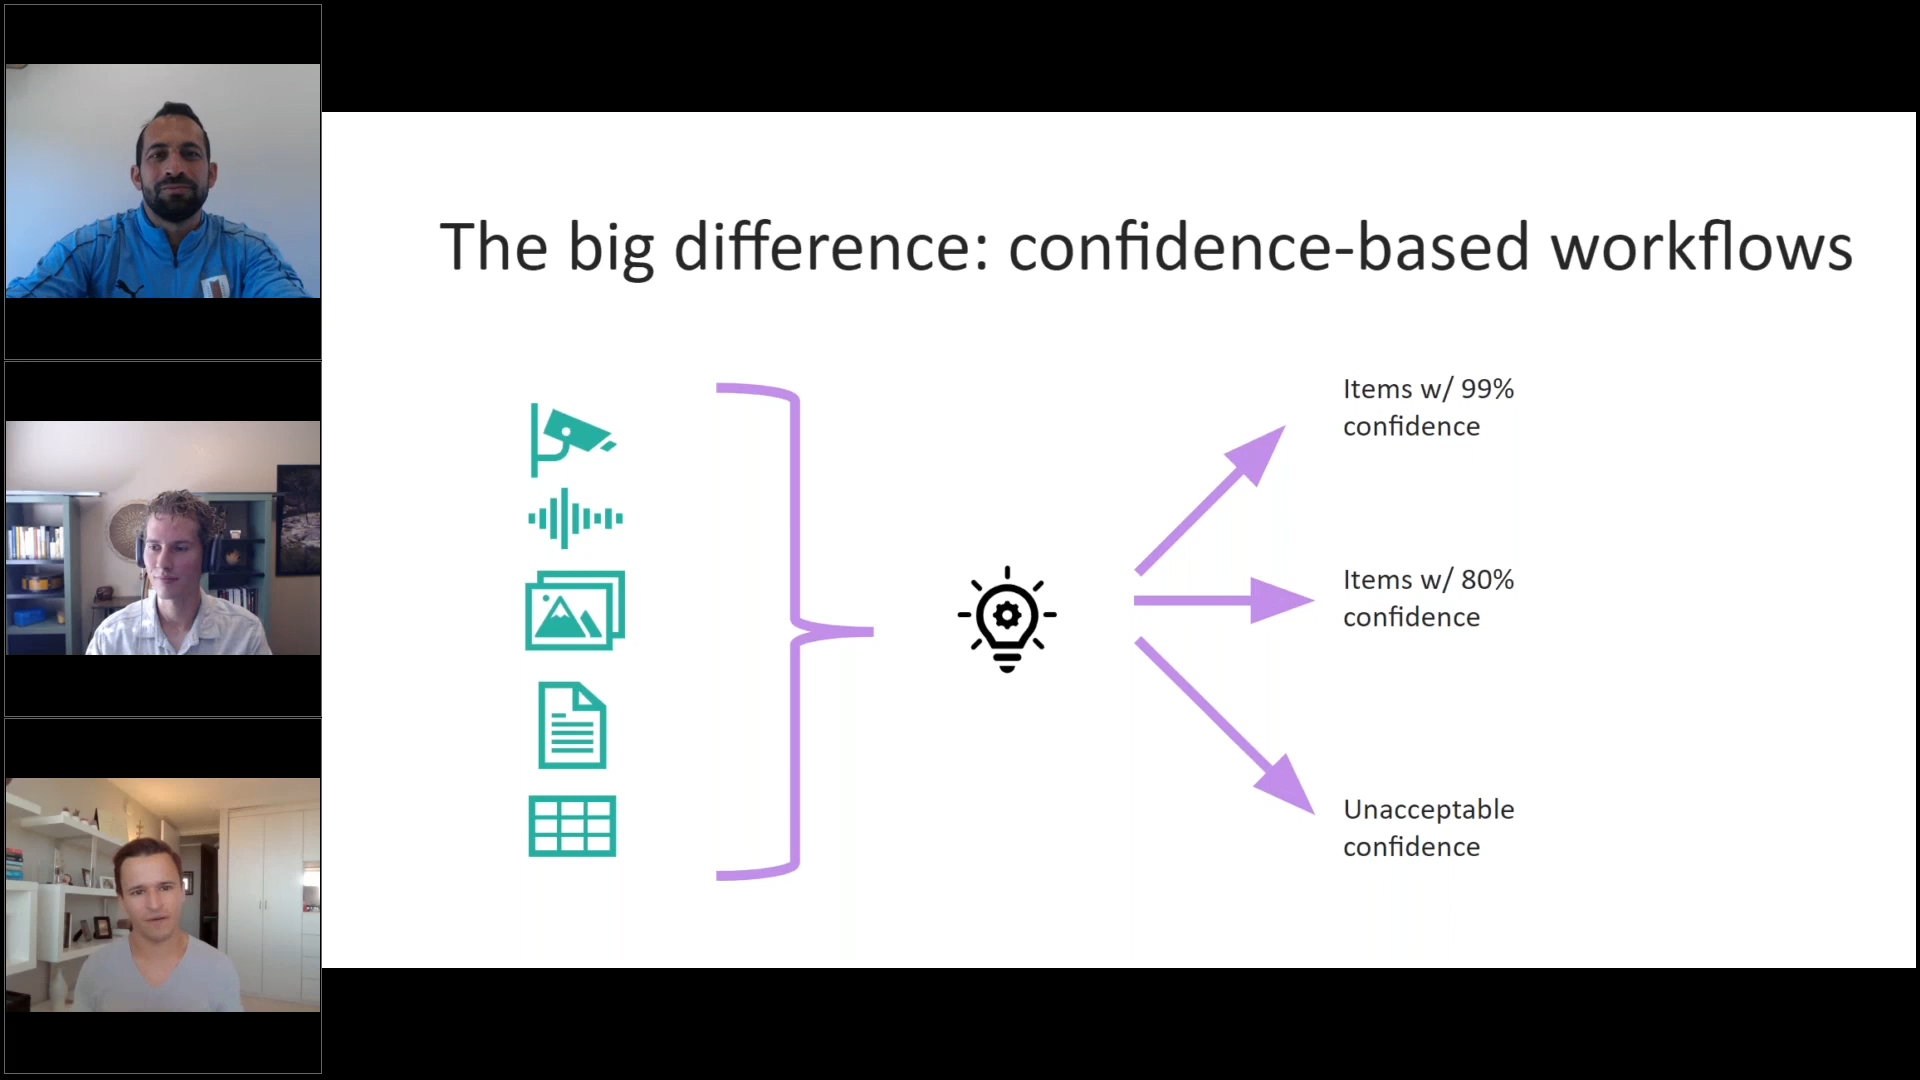 The big difference: confidence-based workflows
Items w/ 99%
confidence
Items w/ 80%
confidence
Unacceptable
confidence